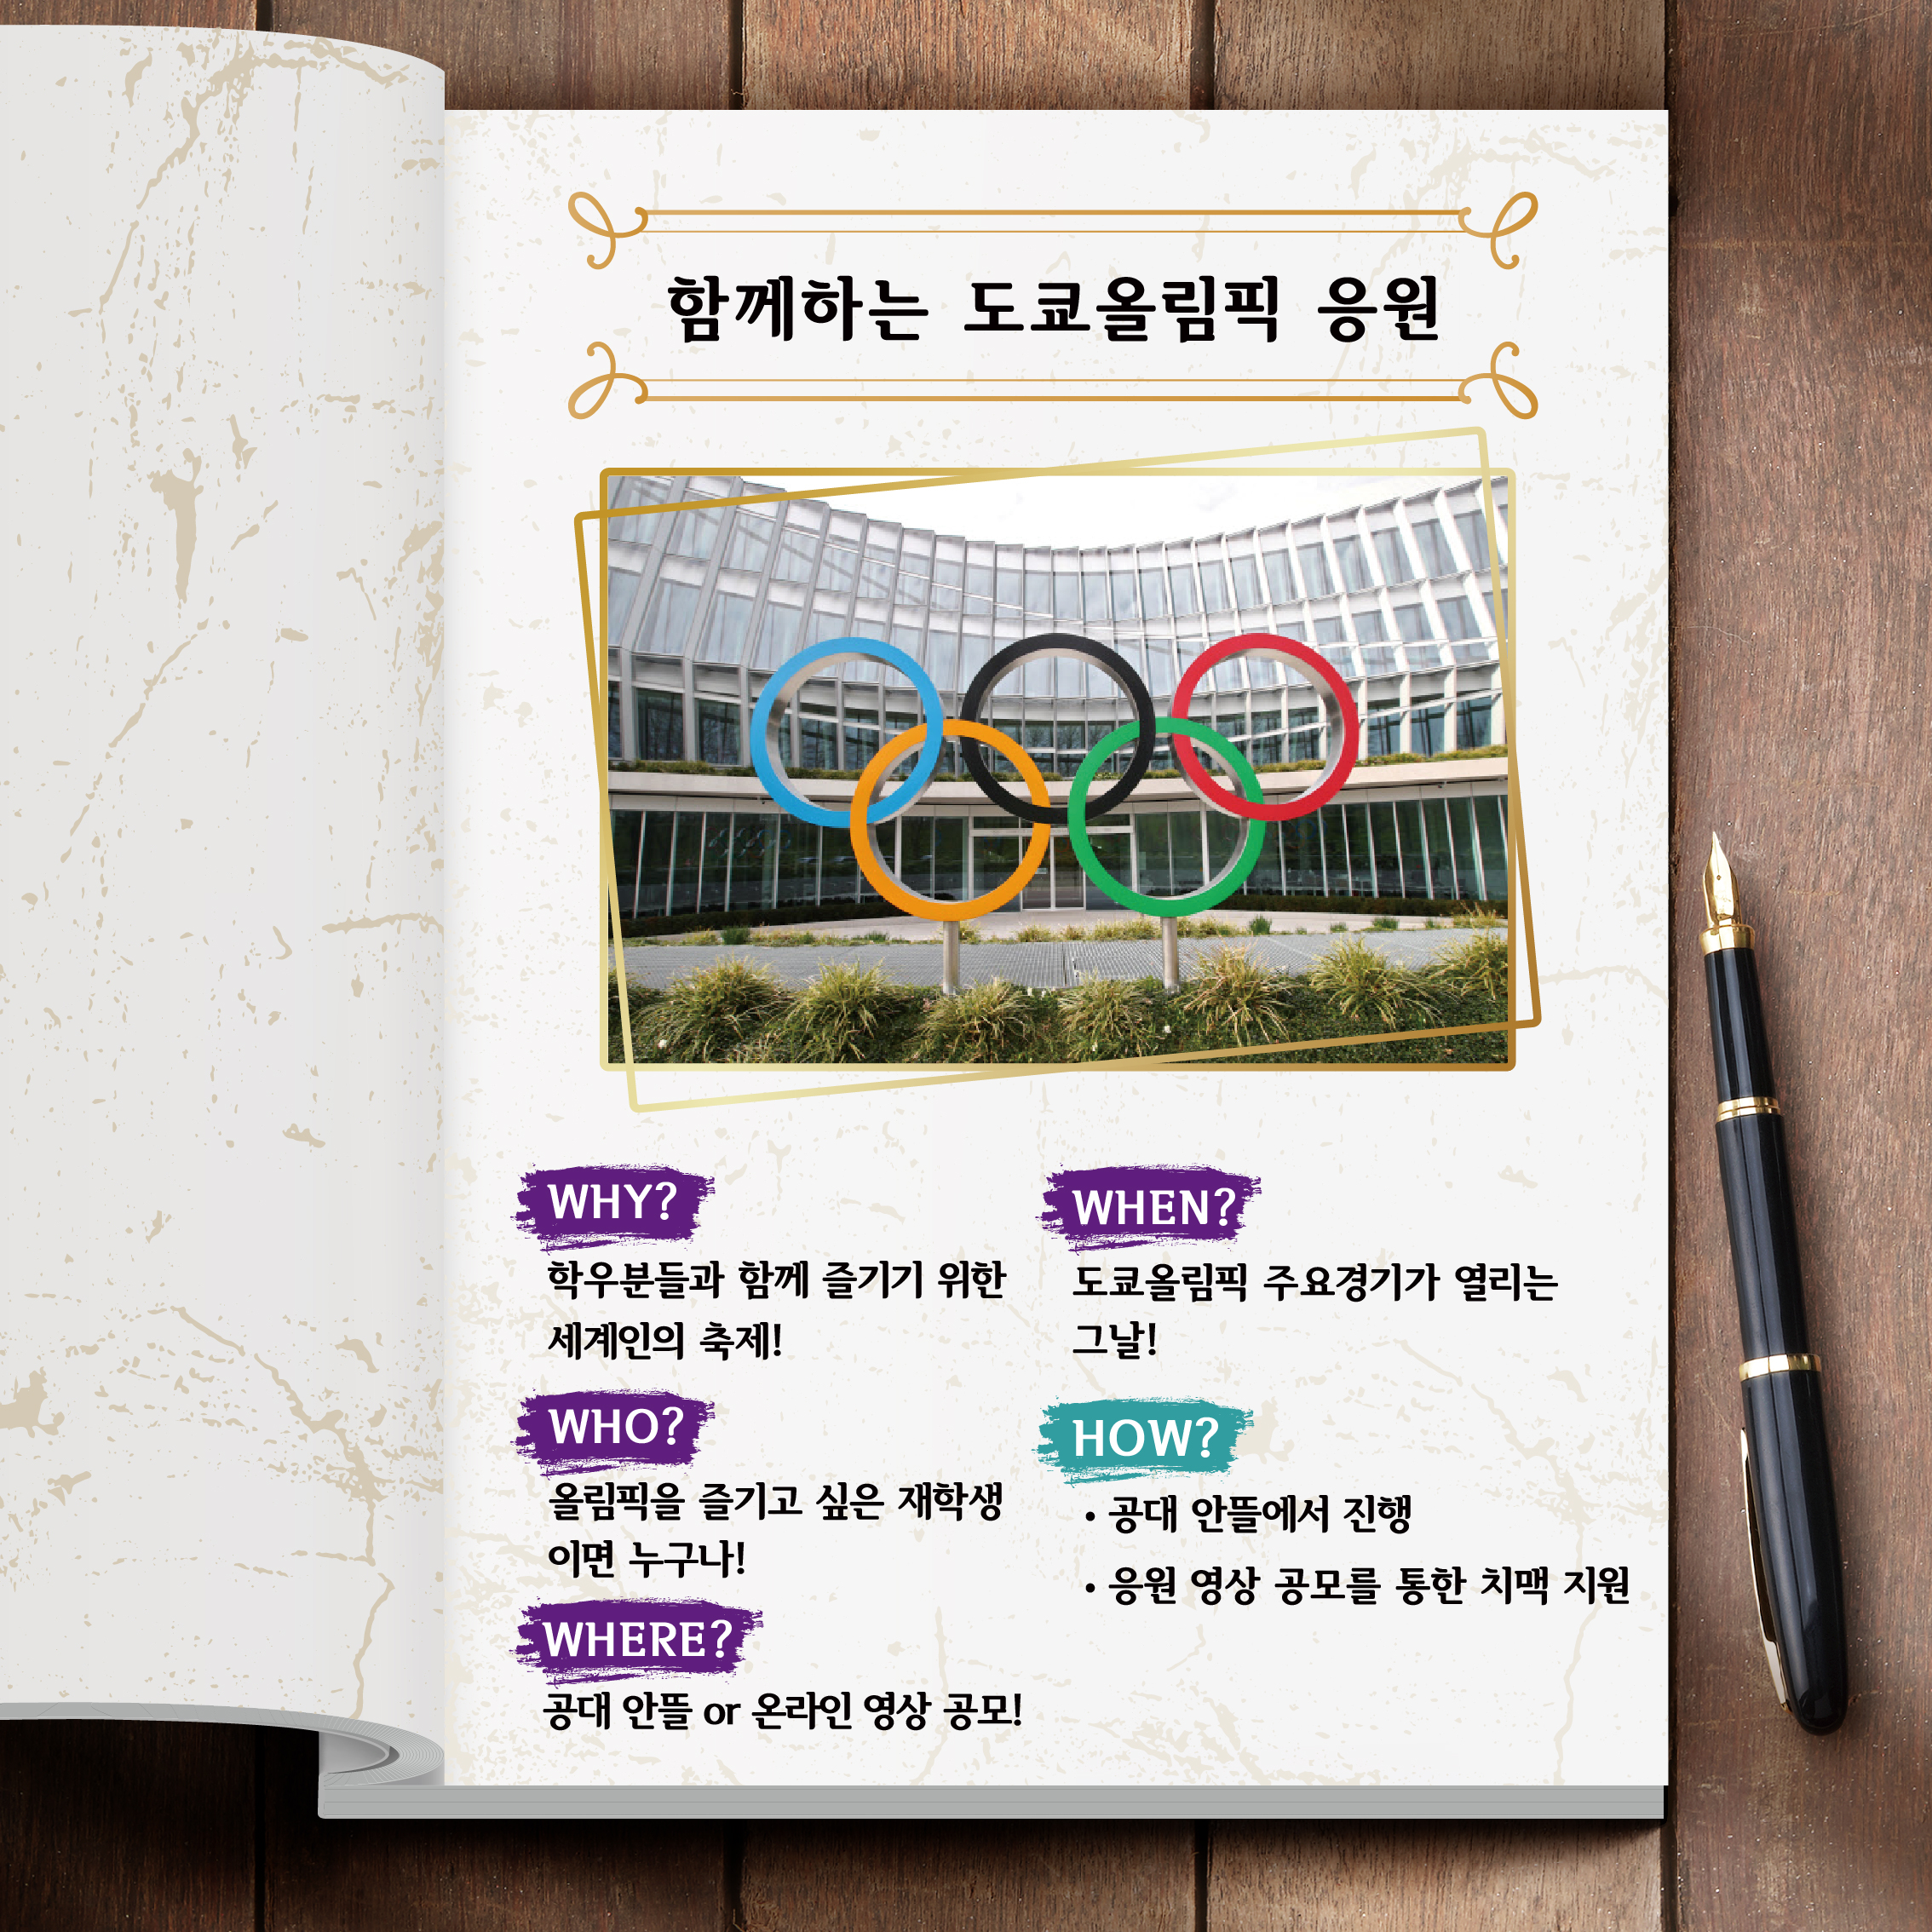 함께하는 도쿄올림픽 응원
WHY?
학우분들과 함께 즐기기 위한
세계인의 축제!
WHO?
올림픽을 즐기고 싶은 재학생
이면 누구나!
WHERE?
공대 안뜰 or 온라인 영상 공모!
WHEN?
도쿄올림픽 주요경기가 열리는
그날!
HOW?
• 공대 안뜰에서 진행
• 응원 영상 공모를 통한 치맥 지원